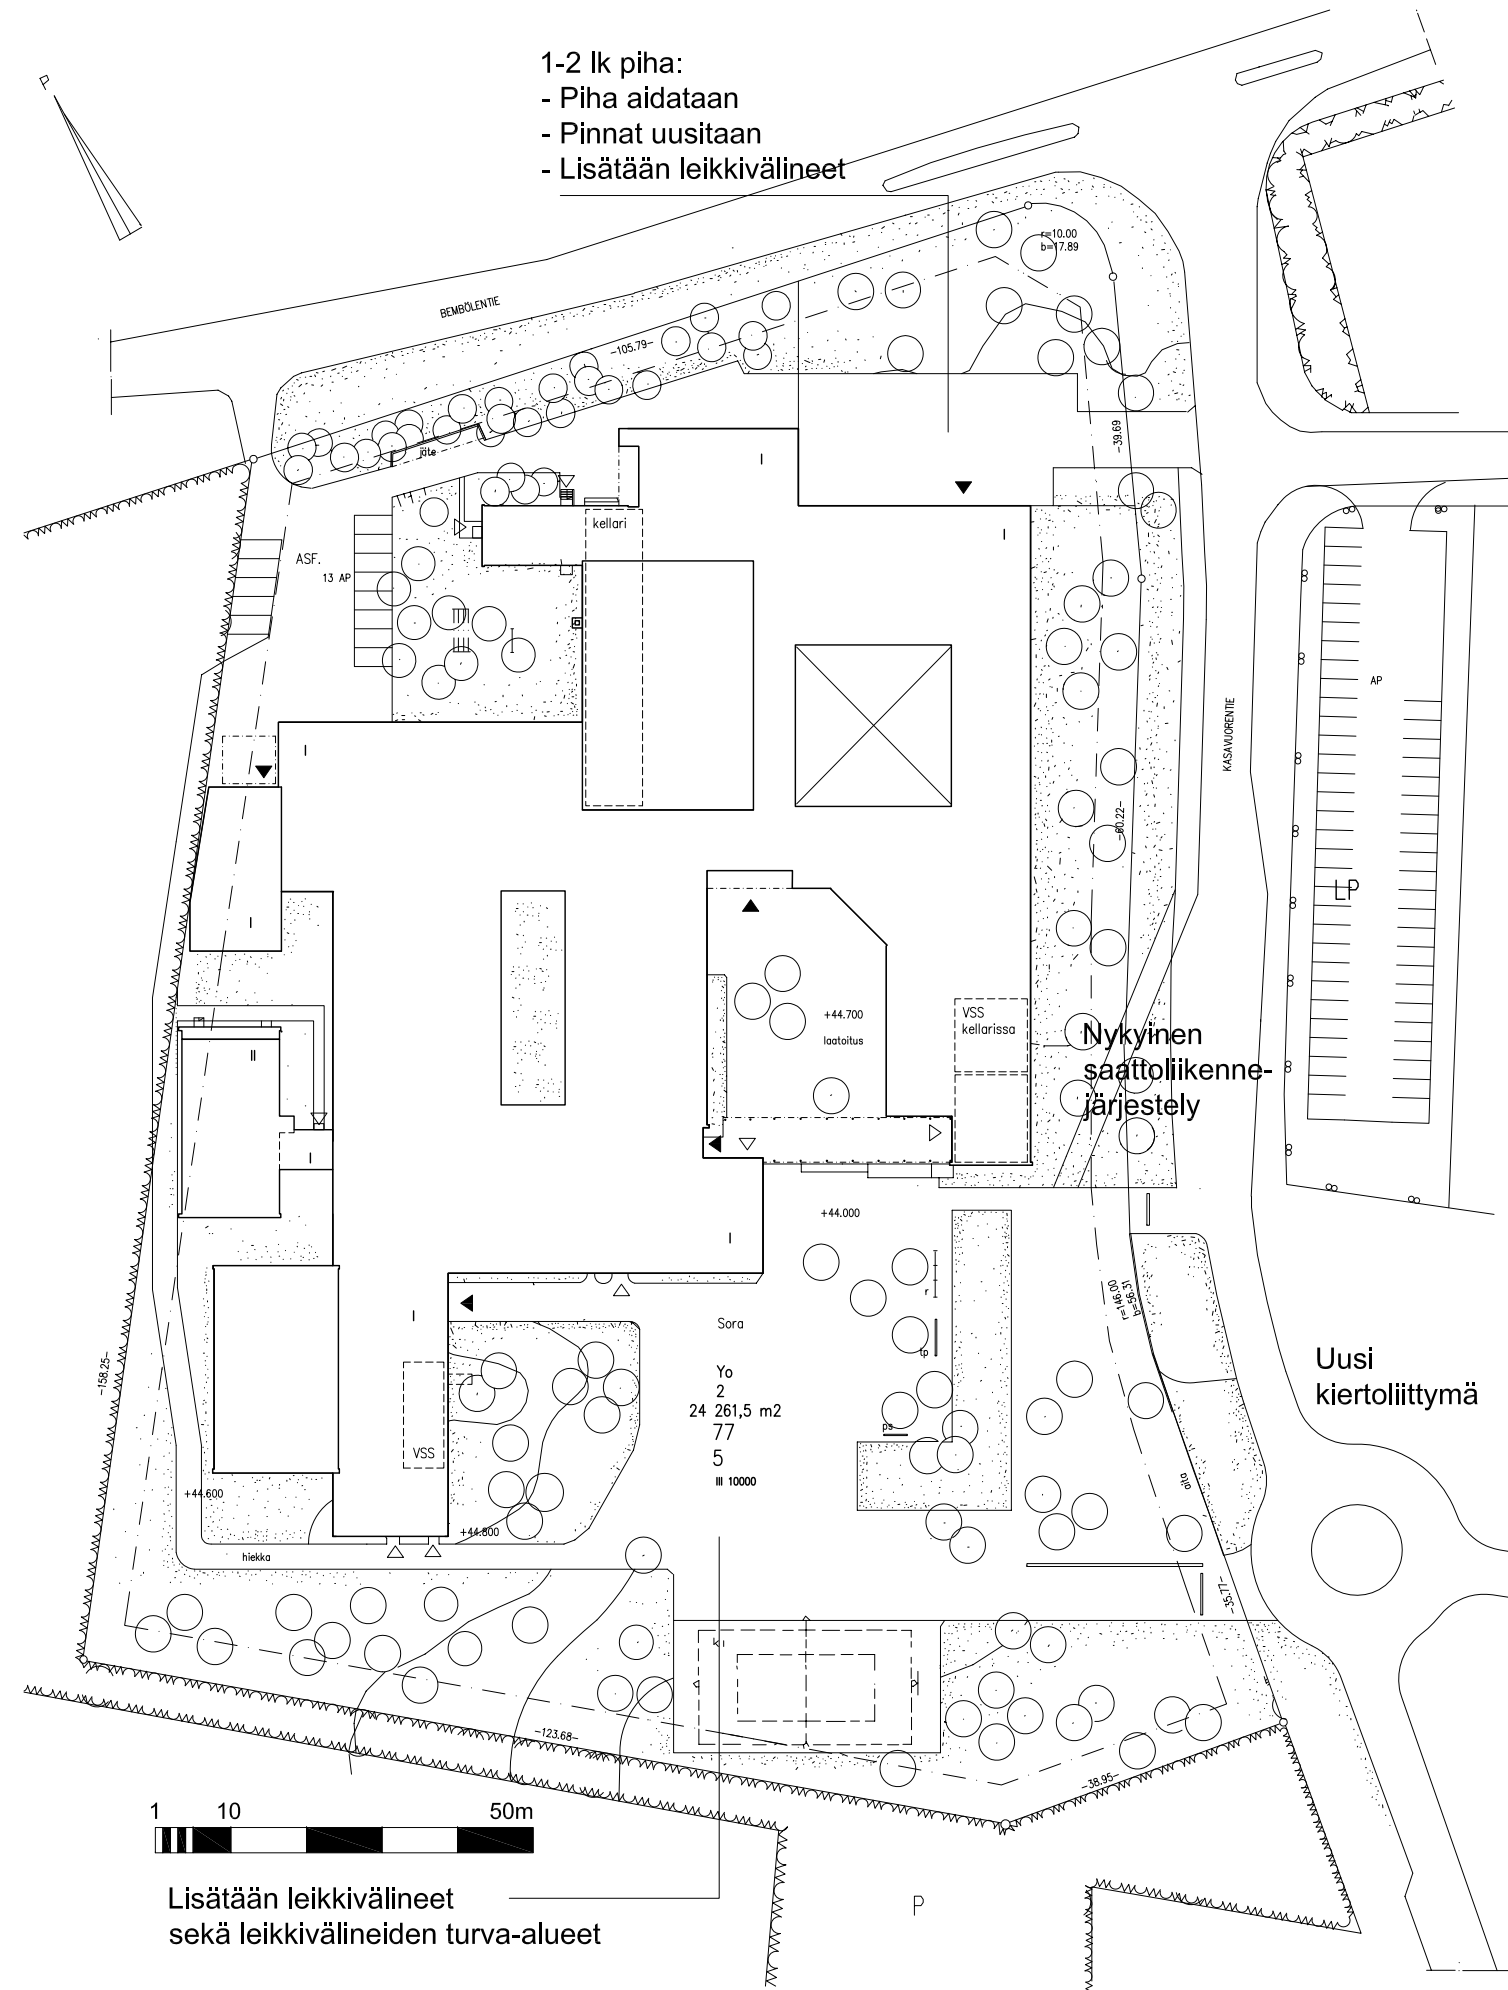 1-2 lk piha:
- Piha aidataan
- Pinnat uusitaan
- Lisätään leikkivälineet
P
r=10.00
b=17.89
BEMBÖLENTIE
-105.79-
-39.69
jäte
kellari
ASF.
13 AP
I
I
AP
KASAVUORENTIE
I
-60.22-
LP
I
+44.700
laatoitus
VSS
kellarissa
Nykyinen
saattoliikenne-
järjestely
II
I
+44.000
I
r=146.00
b=56.31
r
Sora
I
tp
Uusi
kiertoliittymä
-158.25-
Yo
2
24 261,5 m2
77
5
III 10000
ps
VSS
aita
+44.600
+44.800
hiekka
-35.77-
k
-123.68-
-38.95-
1 10 50m
Lisätään leikkivälineet
sekä leikkivälineiden turva-alueet
P